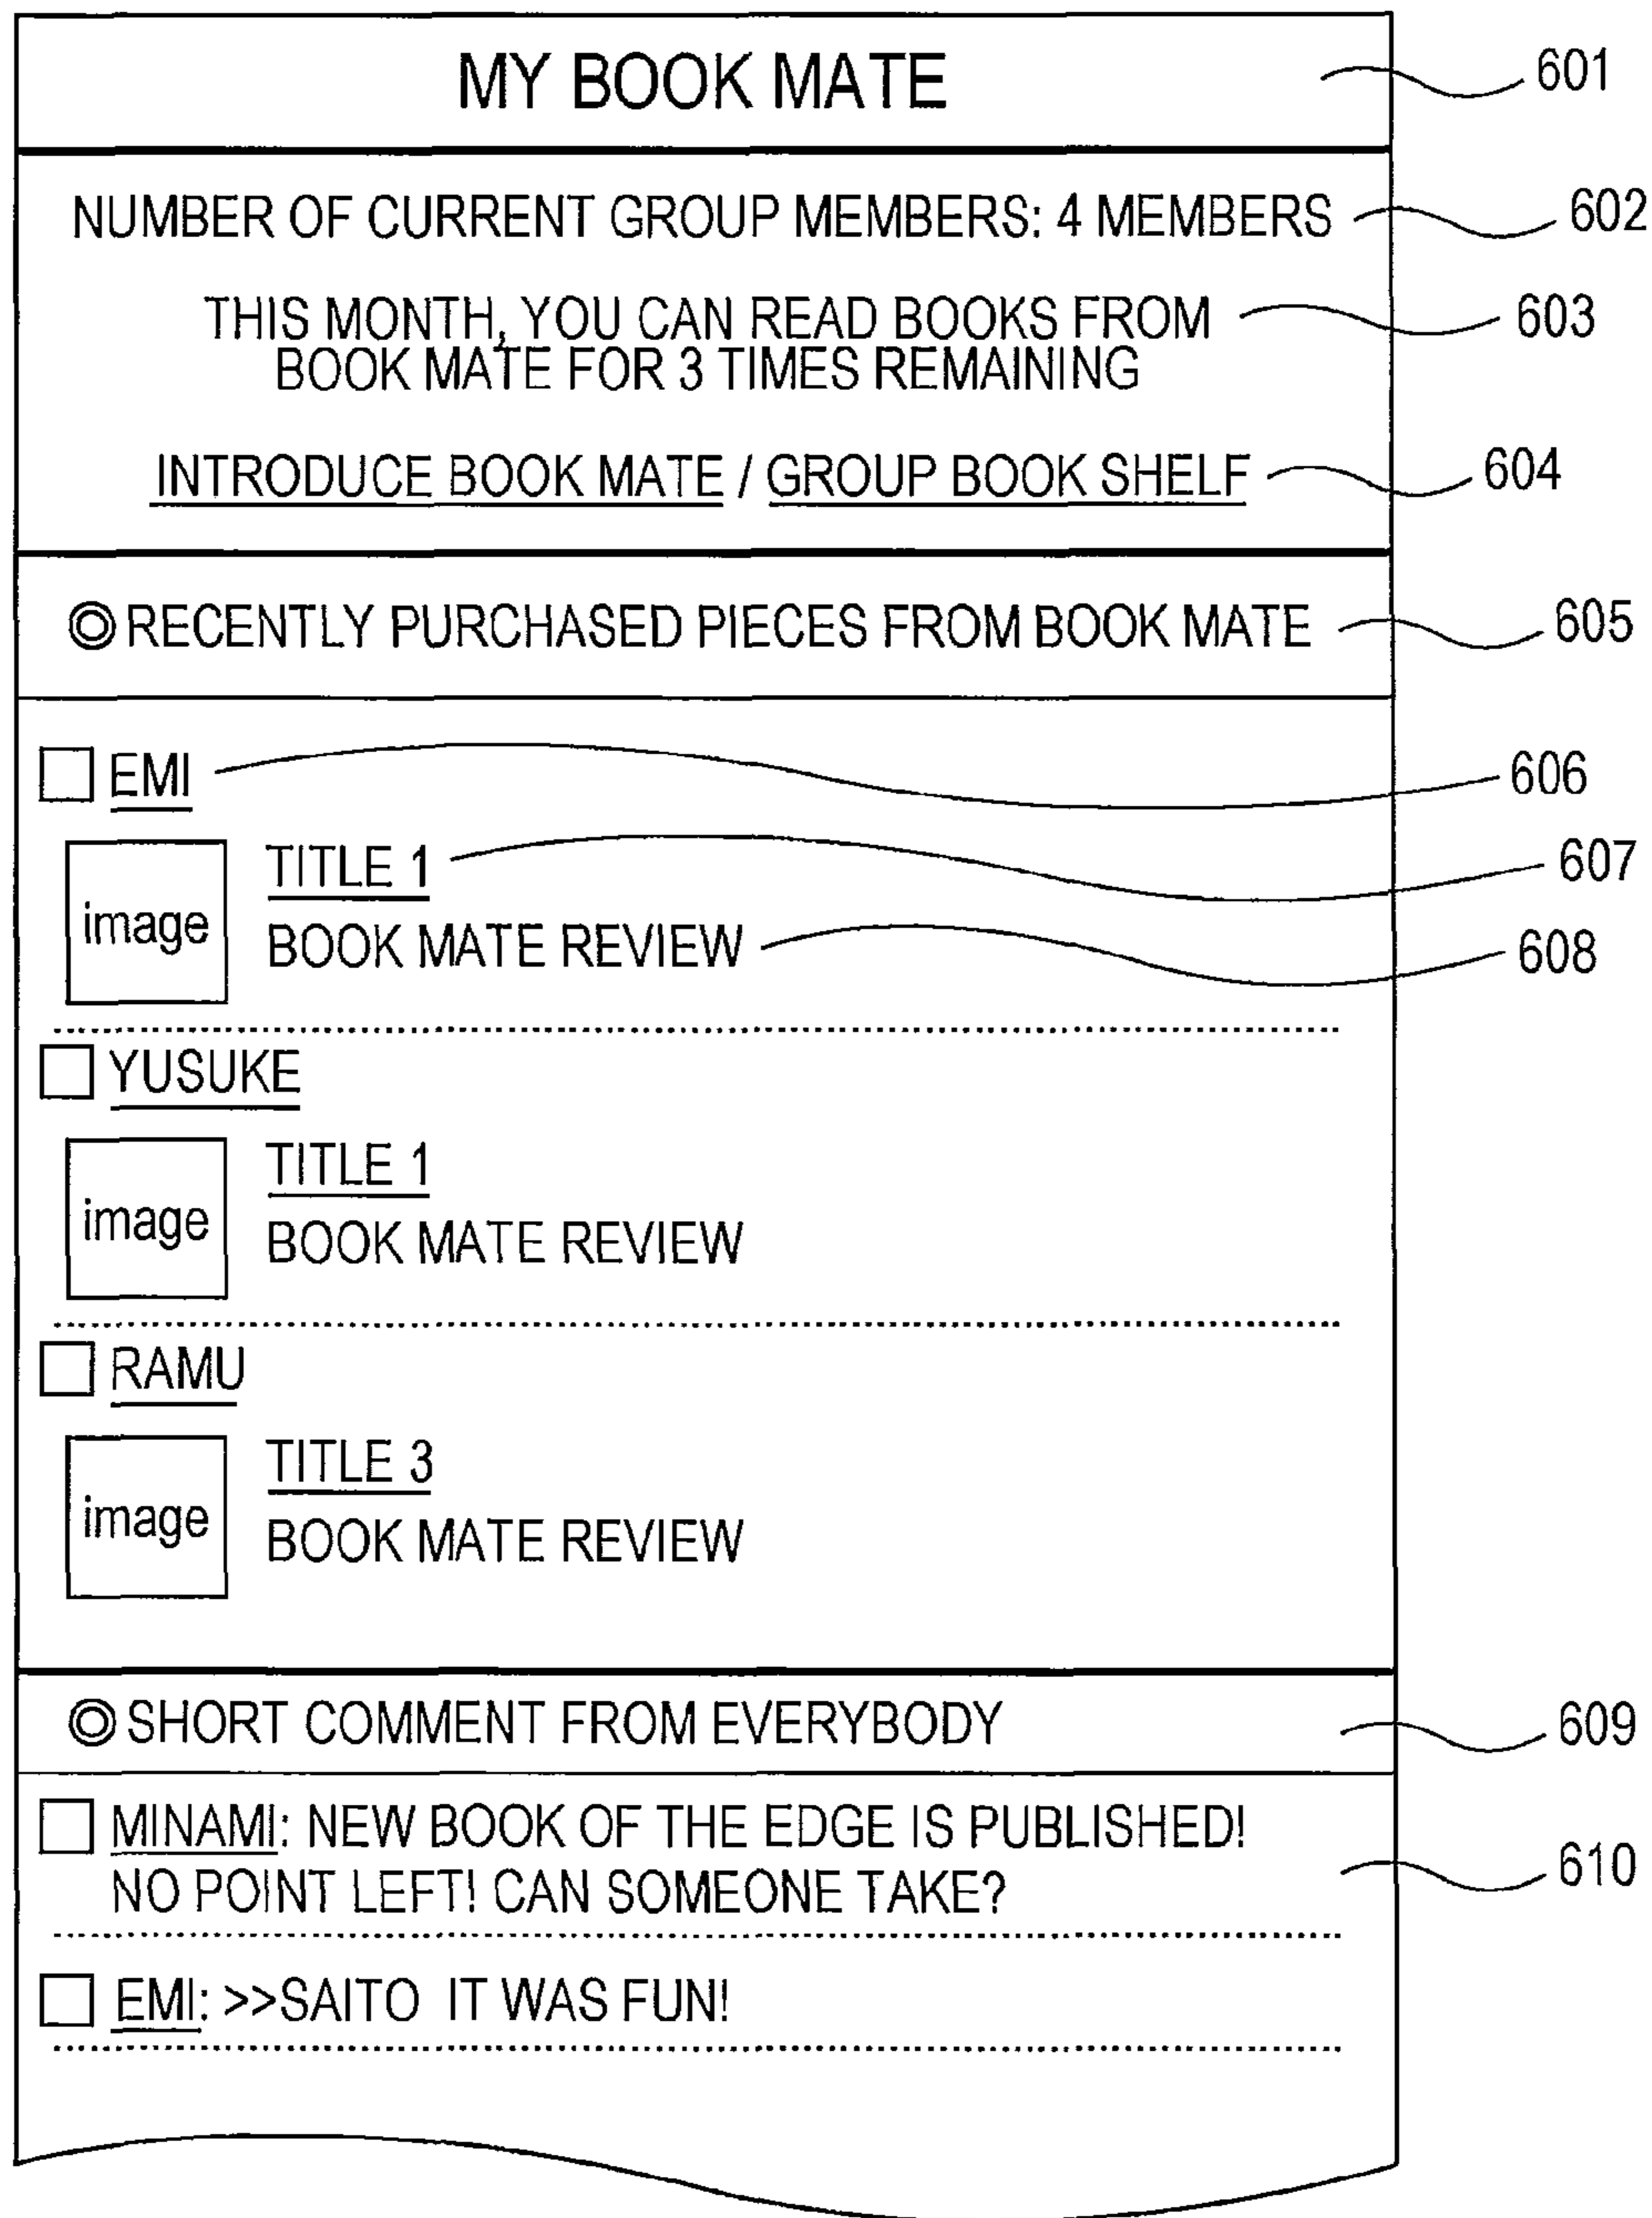 MY BOOK MATE 601
NUMBER OF CURRENT GROUP MEMBERS: 4 MEMBERS 602
THIS MONTH, YOU CAN READ BOOKS FROM 603
BOOK MATE FOR 3 TIMES REMAINING
INTRODUCE BOOK MATE / GROUP BOOK SHELF 604
◎ RECENTLY PURCHASED PIECES FROM BOOK MATE 605
EMI 606
TITLE 1 607
image BOOK MATE REVIEW 608
YUSUKE
TITLE 1
image BOOK MATE REVIEW
RAMU
TITLE 3
image BOOK MATE REVIEW
◎ SHORT COMMENT FROM EVERYBODY 609
MINAMI: NEW BOOK OF THE EDGE IS PUBLISHED!
NO POINT LEFT! CAN SOMEONE TAKE? 610
EMI: >>SAITO IT WAS FUN!